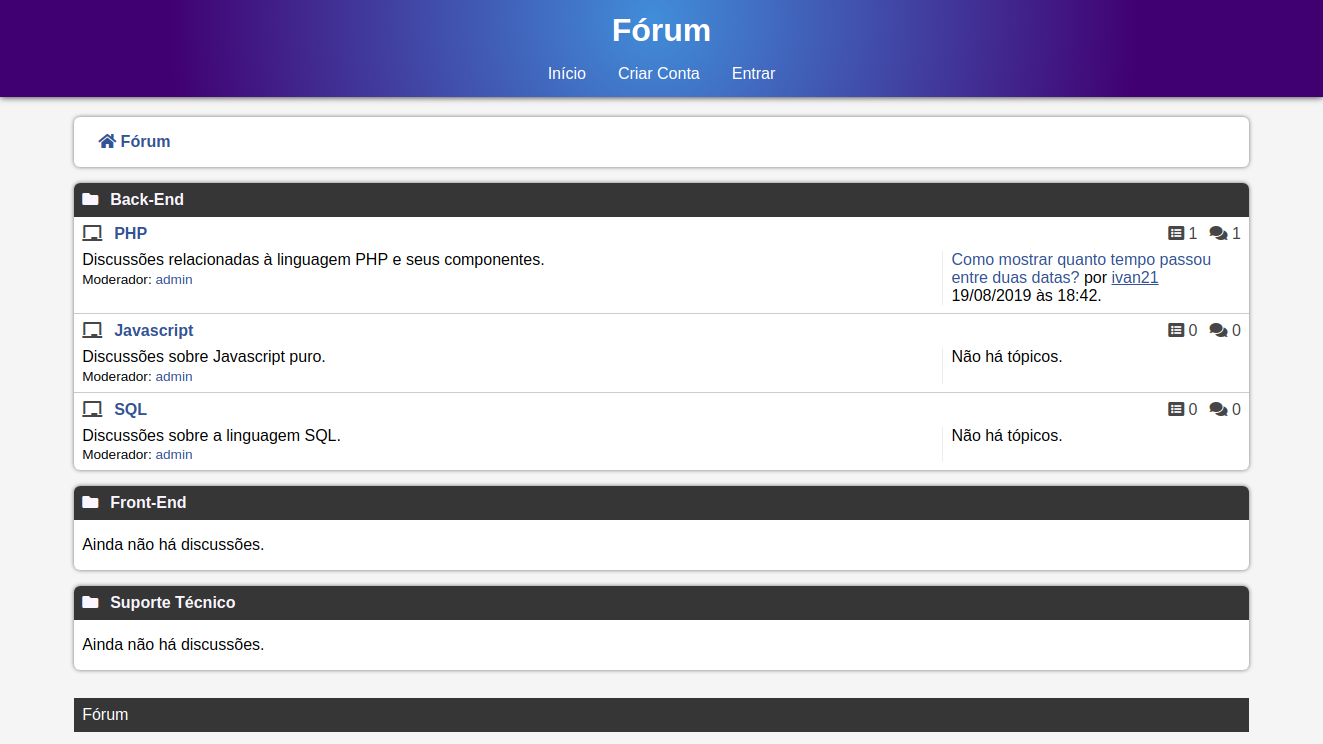 Fórum
Início Criar Conta Entrar
Fórum
Back-End
PHP 1 1
Discussões relacionadas à linguagem PHP e seus componentes.
Moderador: admin
Como mostrar quanto tempo passou
entre duas datas? por ivan21
19/08/2019 às 18:42.
Javascript 0 0
Discussões sobre Javascript puro.
Moderador: admin
Não há tópicos.
SQL 0 0
Discussões sobre a linguagem SQL.
Moderador: admin
Não há tópicos.
Front-End
Ainda não há discussões.
Suporte Técnico
Ainda não há discussões.
Fórum